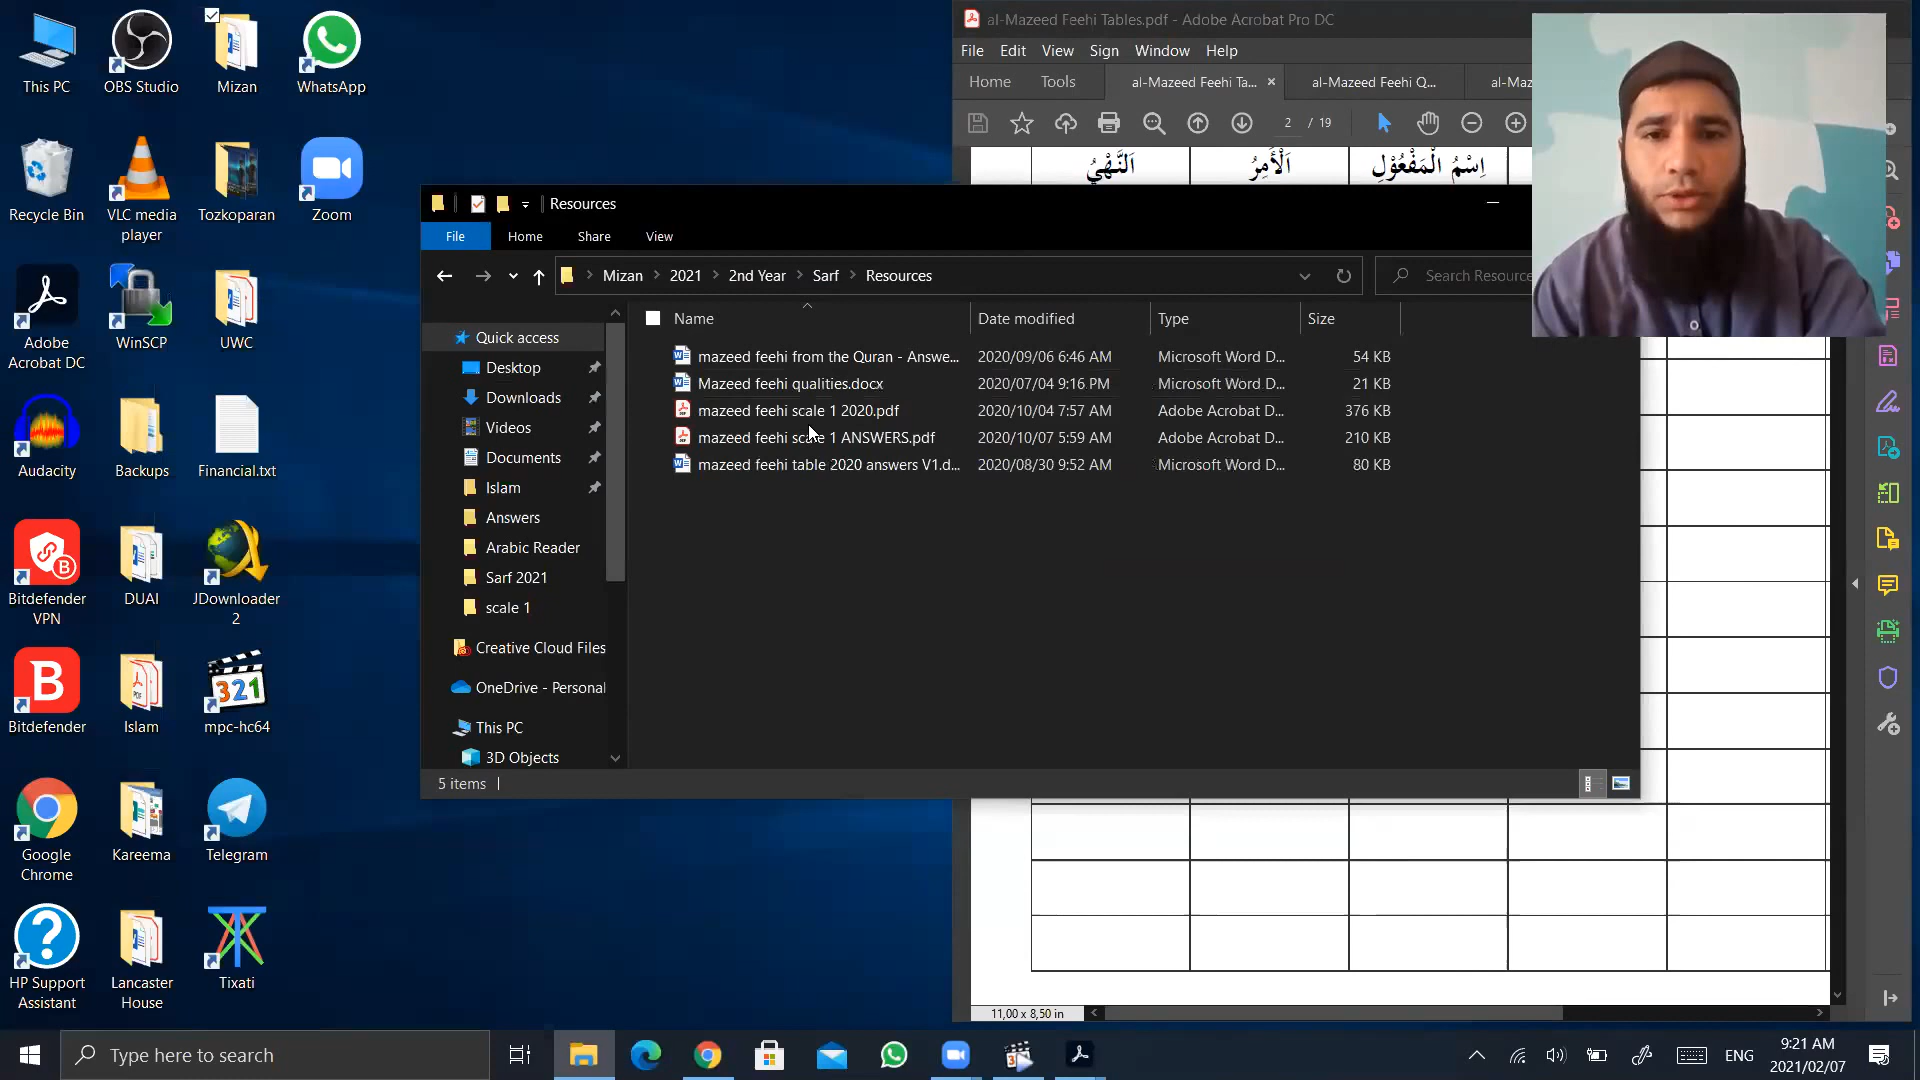 This PC
OBS Studio
Mizan
WhatsApp
Recycle Bin
VLC media player
Tozkoparan
Zoom
Adobe Acrobat DC
WinSCP
UWC
Audacity
Backups
Financial.txt
Bitdefender VPN
DUAI
JDownloader 2
Bitdefender
Islam
mpc-hc64
Google Chrome
Kareema
Telegram
HP Support Assistant
Lancaster House
Tixati
al-Mazeed Feehi Tables.pdf - Adobe Acrobat Pro DC
File Edit View Sign Window Help
Home Tools al-Mazeed Feehi Ta... × al-Mazeed Feehi Q... al-Maz
2 / 19
اَلنَّهْيُ اَلْأَمِرُ اِسْمُ الْمَفْعُوْلِ
Resources
File Home Share View
Mizan 2021 2nd Year Sarf Resources
Search Resource
Name Date modified Type Size
mazeed feehi from the Quran - Answe... 2020/09/06 6:46 AM Microsoft Word D... 54 KB
Mazeed feehi qualities.docx 2020/07/04 9:16 PM Microsoft Word D... 21 KB
mazeed feehi scale 1 2020.pdf 2020/10/04 7:57 AM Adobe Acrobat D... 376 KB
mazeed feehi scale 1 ANSWERS.pdf 2020/10/07 5:59 AM Adobe Acrobat D... 210 KB
mazeed feehi table 2020 answers V1.d... 2020/08/30 9:52 AM Microsoft Word D... 80 KB
Quick access
Desktop
Downloads
Videos
Documents
Islam
Answers
Arabic Reader
Sarf 2021
scale 1
Creative Cloud Files
OneDrive - Personal
This PC
3D Objects
5 items
11,00 x 8,50 in
Type here to search
ENG
9:21 AM
2021/02/07